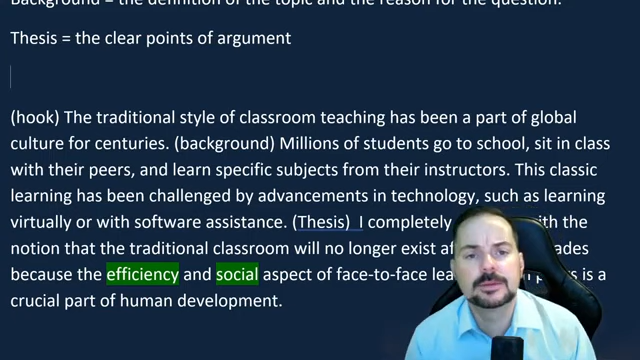 Background = the definition of the topic and the reason for the question.
Thesis = the clear points of argument
(hook) The traditional style of classroom teaching has been a part of global
culture for centuries. (background) Millions of students go to school, sit in class
with their peers, and learn specific subjects from their instructors. This classic
learning has been challenged by advancements in technology, such as learning
virtually or with software assistance. (Thesis) I completely with the
notion that the traditional classroom will no longer exist
because the efficiency and social aspect of face-to-face is a
crucial part of human development.